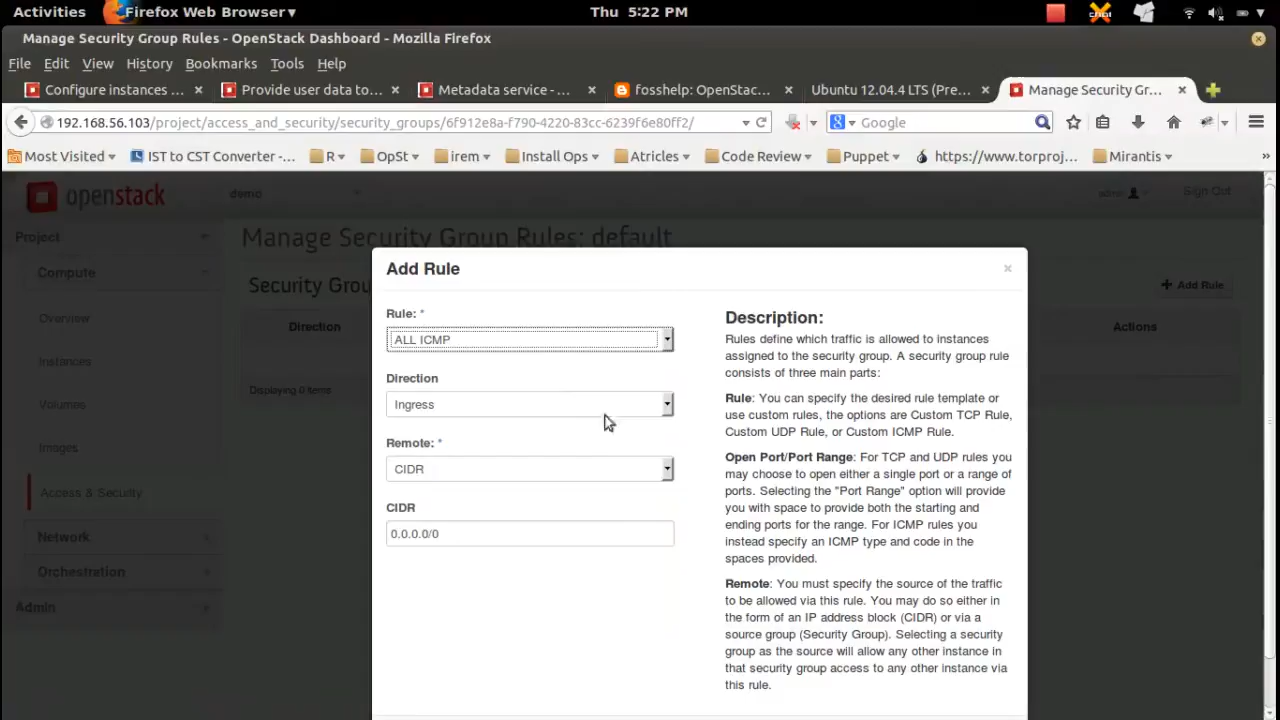 Activities Firefox Web Browser Thu 5:22 PM
Manage Security Group Rules - OpenStack Dashboard - Mozilla Firefox
File Edit View History Bookmarks Tools Help
Configure instances ... Provide user data to... Metadata service - ... fosshelp: OpenStac... Ubuntu 12.04.4 LTS (Pre... Manage Security Gr...
192.168.56.103/project/access_and_security/security_groups/6f912e8a-f790-4220-83cc-6239f6e80ff2/ Google
Most Visited IST to CST Converter -... R OpSt irem Install Ops Atricles Code Review Puppet https://www.torproj... Mirantis »
openstack demo admin Sign Out
Project
Manage Security Group Rules: default
Compute
Security Grou
Add Rule
Overview
Direction
Actions
Instances
Displaying 0 items
Volumes
Images
Access & Security
Network
Orchestration
Admin
Add Rule ×
Rule: *
ALL ICMP
Direction
Ingress
Remote: *
CIDR
CIDR
0.0.0.0/0
Description:
Rules define which traffic is allowed to instances
assigned to the security group. A security group rule
consists of three main parts:
Rule: You can specify the desired rule template or
use custom rules, the options are Custom TCP Rule,
Custom UDP Rule, or Custom ICMP Rule.
Open Port/Port Range: For TCP and UDP rules you
may choose to open either a single port or a range of
ports. Selecting the "Port Range" option will provide
you with space to provide both the starting and
ending ports for the range. For ICMP rules you
instead specify an ICMP type and code in the
spaces provided.
Remote: You must specify the source of the traffic
to be allowed via this rule. You may do so either in
the form of an IP address block (CIDR) or via a
source group (Security Group). Selecting a security
group as the source will allow any other instance in
that security group access to any other instance via
this rule.